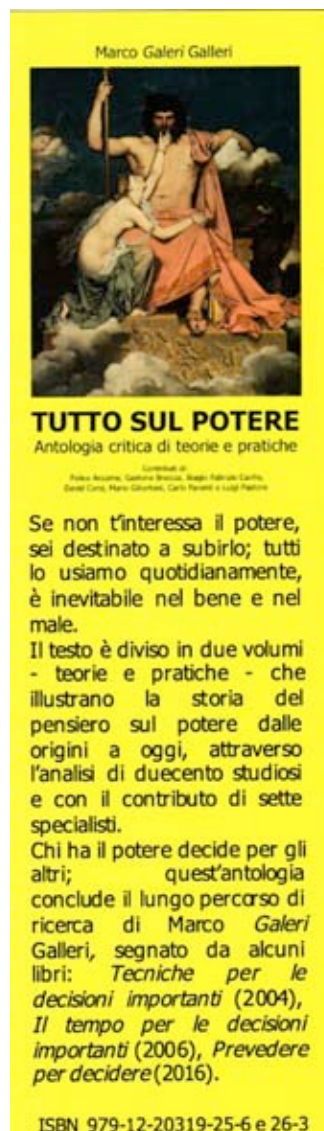 Marco Galeri Galleri
TUTTO SUL POTERE
Antologia critica di teorie e pratiche
Contributi di
Se non t'interessa il potere,
sei destinato a subirlo; tutti
lo usiamo quotidianamente,
è inevitabile nel bene e nel
male.
Il testo è diviso in due volumi
- teorie e pratiche - che
illustrano la storia del
pensiero sul potere dalle
origini a oggi, attraverso
l'analisi di duecento studiosi
e con il contributo di sette
specialisti.
Chi ha il potere decide per gli
altri; quest'antologia
conclude il lungo percorso di
ricerca di Marco Galeri
Galleri, segnato da alcuni
libri: Tecniche per le
decisioni importanti (2004),
Il tempo per le decisioni
importanti (2006), Prevedere
per decidere (2016).
ISBN 979-12-20319-25-6 e 26-3